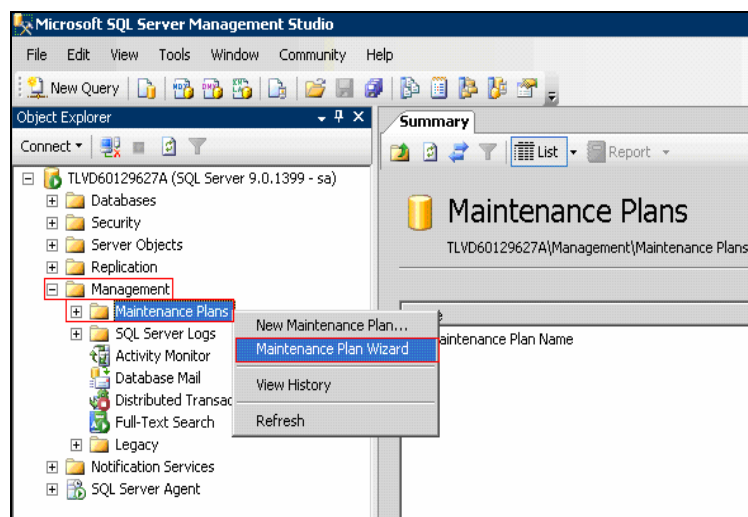 Microsoft SQL Server Management Studio
File Edit View Tools Window Community Help
New Query
Object Explorer
Connect
TLVD60129627A (SQL Server 9.0.1399 - sa)
Databases
Security
Server Objects
Replication
Management
Maintenance Plans
SQL Server Logs
Activity Monitor
Database Mail
Distributed Transac
Full-Text Search
Legacy
Notification Services
SQL Server Agent
New Maintenance Plan...
Maintenance Plan Wizard
View History
Refresh
Summary
List Report
Maintenance Plans
TLVD60129627A\Management\Maintenance Plans
aintenance Plan Name